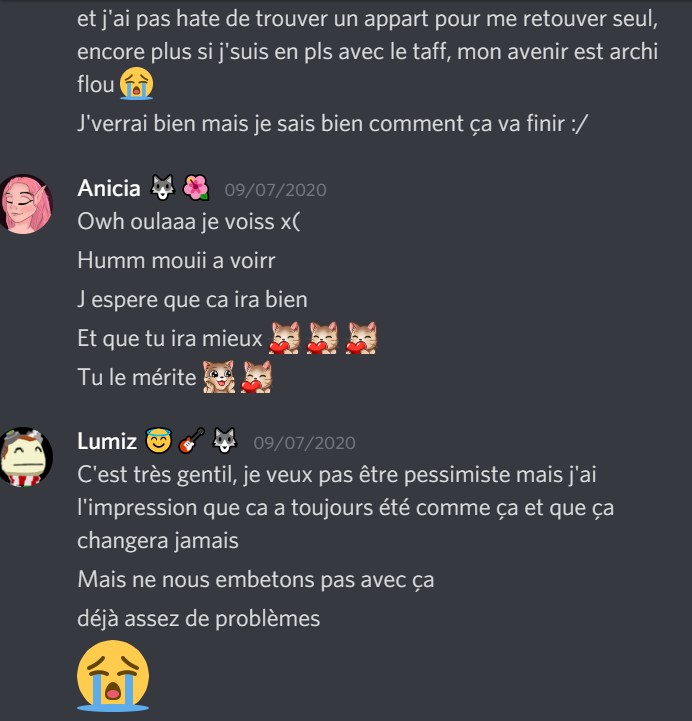 et j'ai pas hate de trouver un appart pour me retouver seul,
encore plus si j'suis en pls avec le taff, mon avenir est archi
flou 😭
J'verrai bien mais je sais bien comment ça va finir :/
Anicia 🐺 🌺 09/07/2020
Owh oulaaa je voiss x(
Humm mouii a voirr
J espere que ca ira bien
Et que tu ira mieux
Tu le mérite
Lumiz 😇 🎸 🐺 09/07/2020
C'est très gentil, je veux pas être pessimiste mais j'ai
l'impression que ca a toujours été comme ça et que ça
changera jamais
Mais ne nous embetons pas avec ça
déjà assez de problèmes
😭